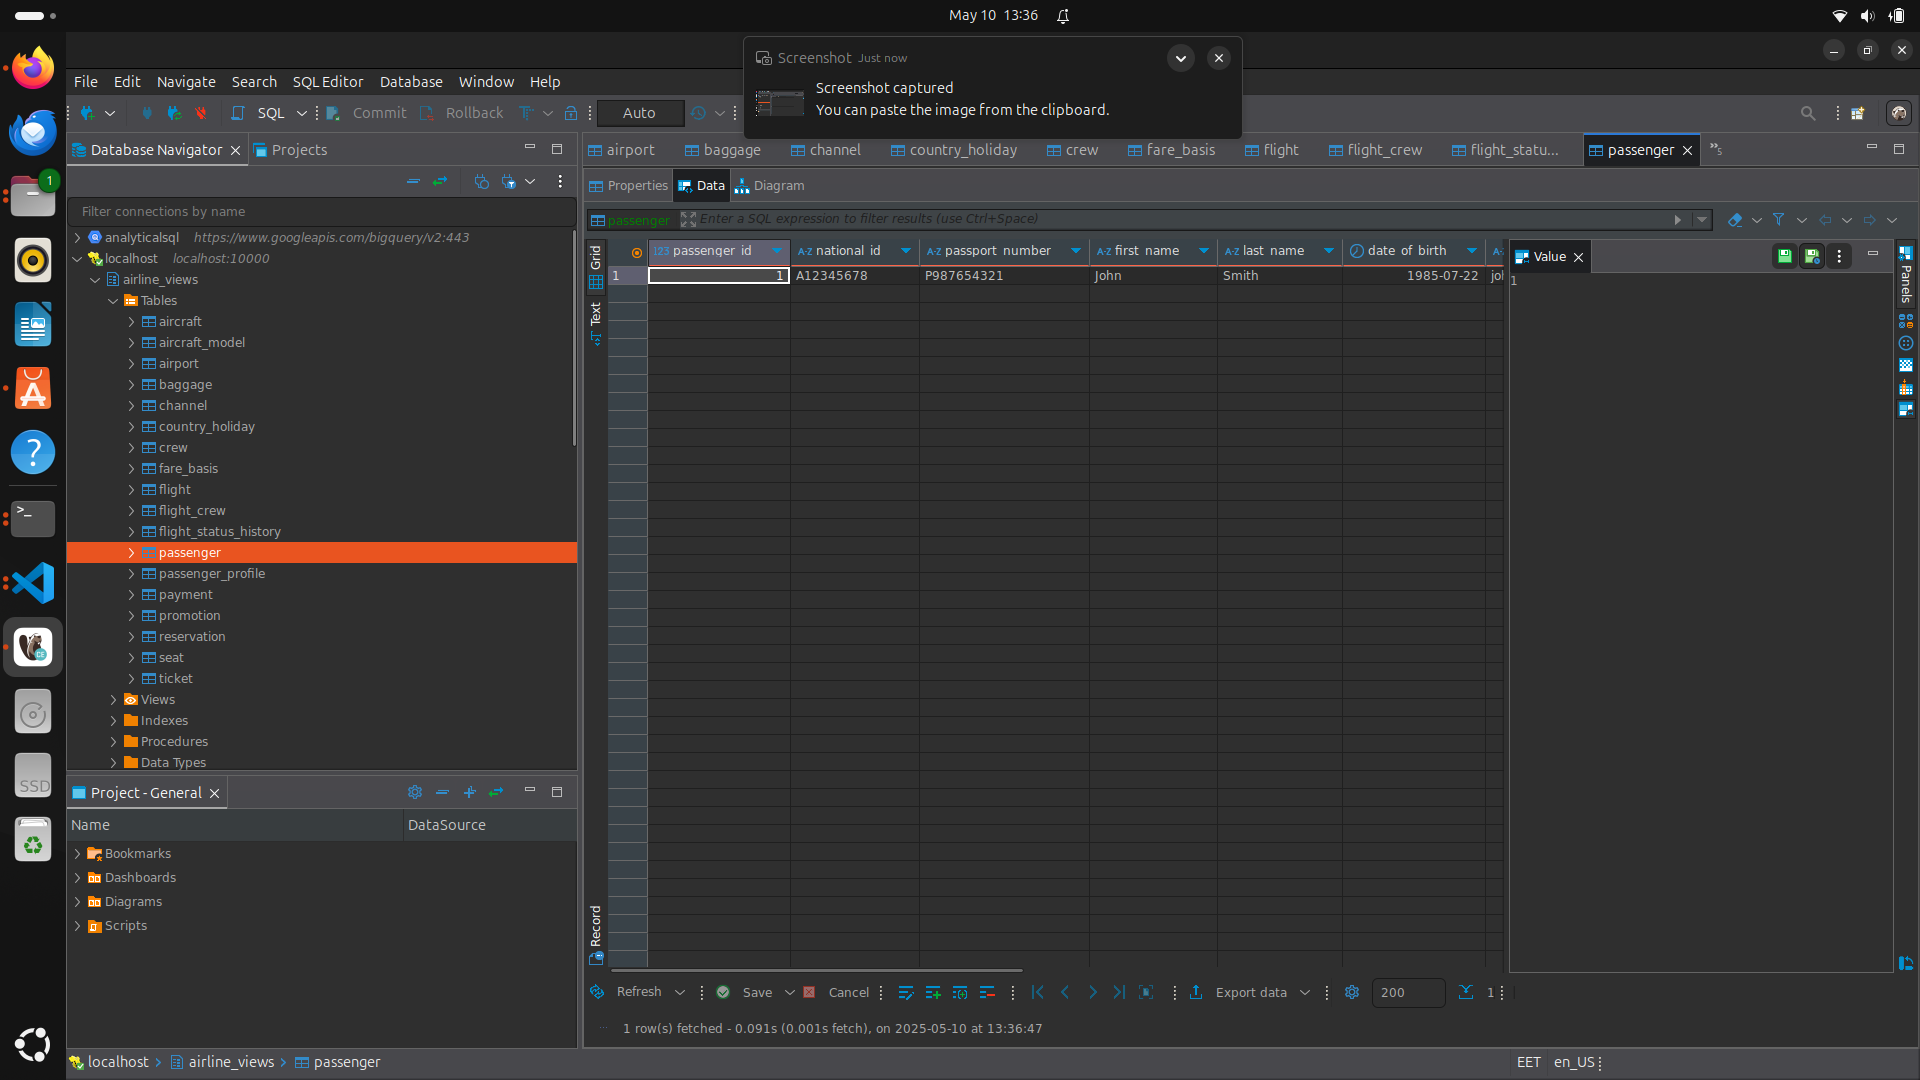 May 10 13:36
Screenshot Just now
Screenshot captured
You can paste the image from the clipboard.
File Edit Navigate Search SQL Editor Database Window Help
SQL Commit Rollback Auto
Database Navigator Projects
airport baggage channel country_holiday crew fare_basis flight flight_crew flight_statu... passenger »5
Properties Data Diagram
Filter connections by name
passenger Enter a SQL expression to filter results (use Ctrl+Space)
analyticalsql https://www.googleapis.com/bigquery/v2:443
localhost localhost:10000
airline_views
Tables
aircraft
aircraft_model
airport
baggage
channel
country_holiday
crew
fare_basis
flight
flight_crew
flight_status_history
passenger
passenger_profile
payment
promotion
reservation
seat
ticket
Views
Indexes
Procedures
Data Types
Grid
Text
Record
123 passenger_id A-Z national_id A-Z passport_number A-Z first_name A-Z last_name date_of_birth A-Z
1 1 A12345678 P987654321 John Smith 1985-07-22
Value
1
Panels
Project - General
Name DataSource
Bookmarks
Dashboards
Diagrams
Scripts
SSD
Refresh Save Cancel Export data 200 1
1 row(s) fetched - 0.091s (0.001s fetch), on 2025-05-10 at 13:36:47
localhost airline_views passenger
EET en_US